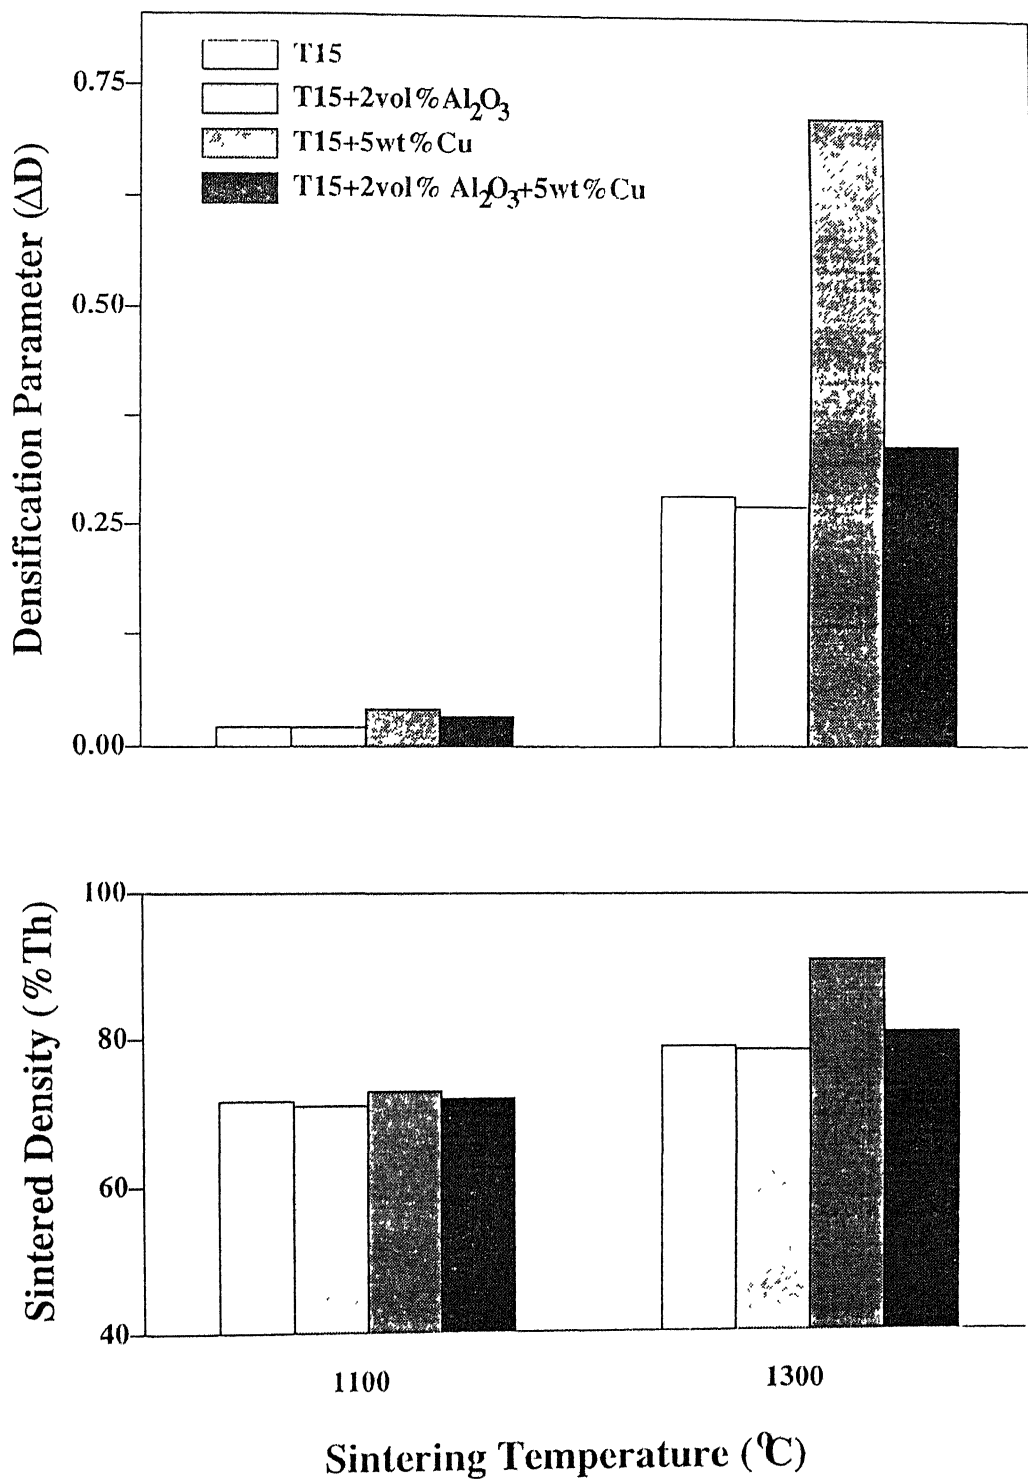 T15
T15+2vol%Al₂O₃
T15+5wt%Cu
T15+2vol% Al₂O₃+5wt%Cu
Densification Parameter (ΔD)
0.75
0.50
0.25
0.00
Sintered Density (%Th)
100
80
60
40
1100 1300
Sintering Temperature (⁰C)